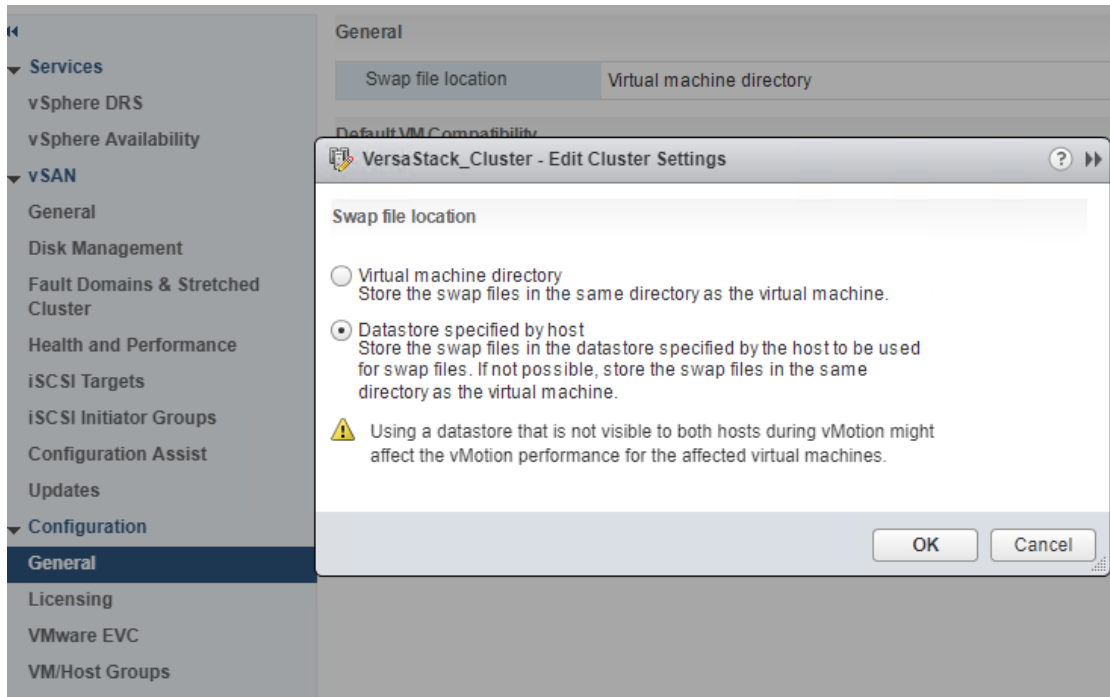 Services
vSphere DRS
vSphere Availability
vSAN
General
Disk Management
Fault Domains & Stretched
Cluster
Health and Performance
iSCSI Targets
iSCSI Initiator Groups
Configuration Assist
Updates
Configuration
General
Licensing
VMware EVC
VM/Host Groups
General
Swap file location
Virtual machine directory
Default VM Compatibility
VersaStack_Cluster - Edit Cluster Settings
?
Swap file location
Virtual machine directory
Store the swap files in the same directory as the virtual machine.
Datastore specified by host
Store the swap files in the datastore specified by the host to be used
for swap files. If not possible, store the swap files in the same
directory as the virtual machine.
Using a datastore that is not visible to both hosts during vMotion might
affect the vMotion performance for the affected virtual machines.
OK
Cancel